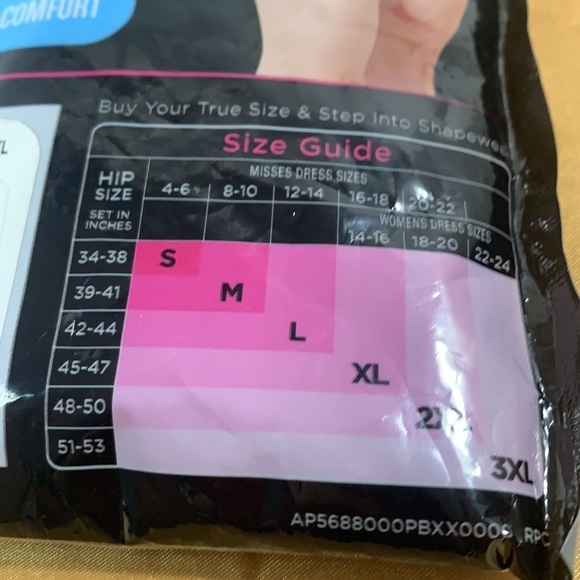 COMFORT
Buy Your True Size & Step Into
Size Guide
HIP SIZE
SET IN INCHES
MISSES DRESS SIZES
4-6 8-10 12-14 16-18 20-22
WOMENS DRESS SIZES
14-16 18-20 22-24
34-38 S
39-41 M
42-44 L
45-47 XL
48-50 2XL
51-53 3XL